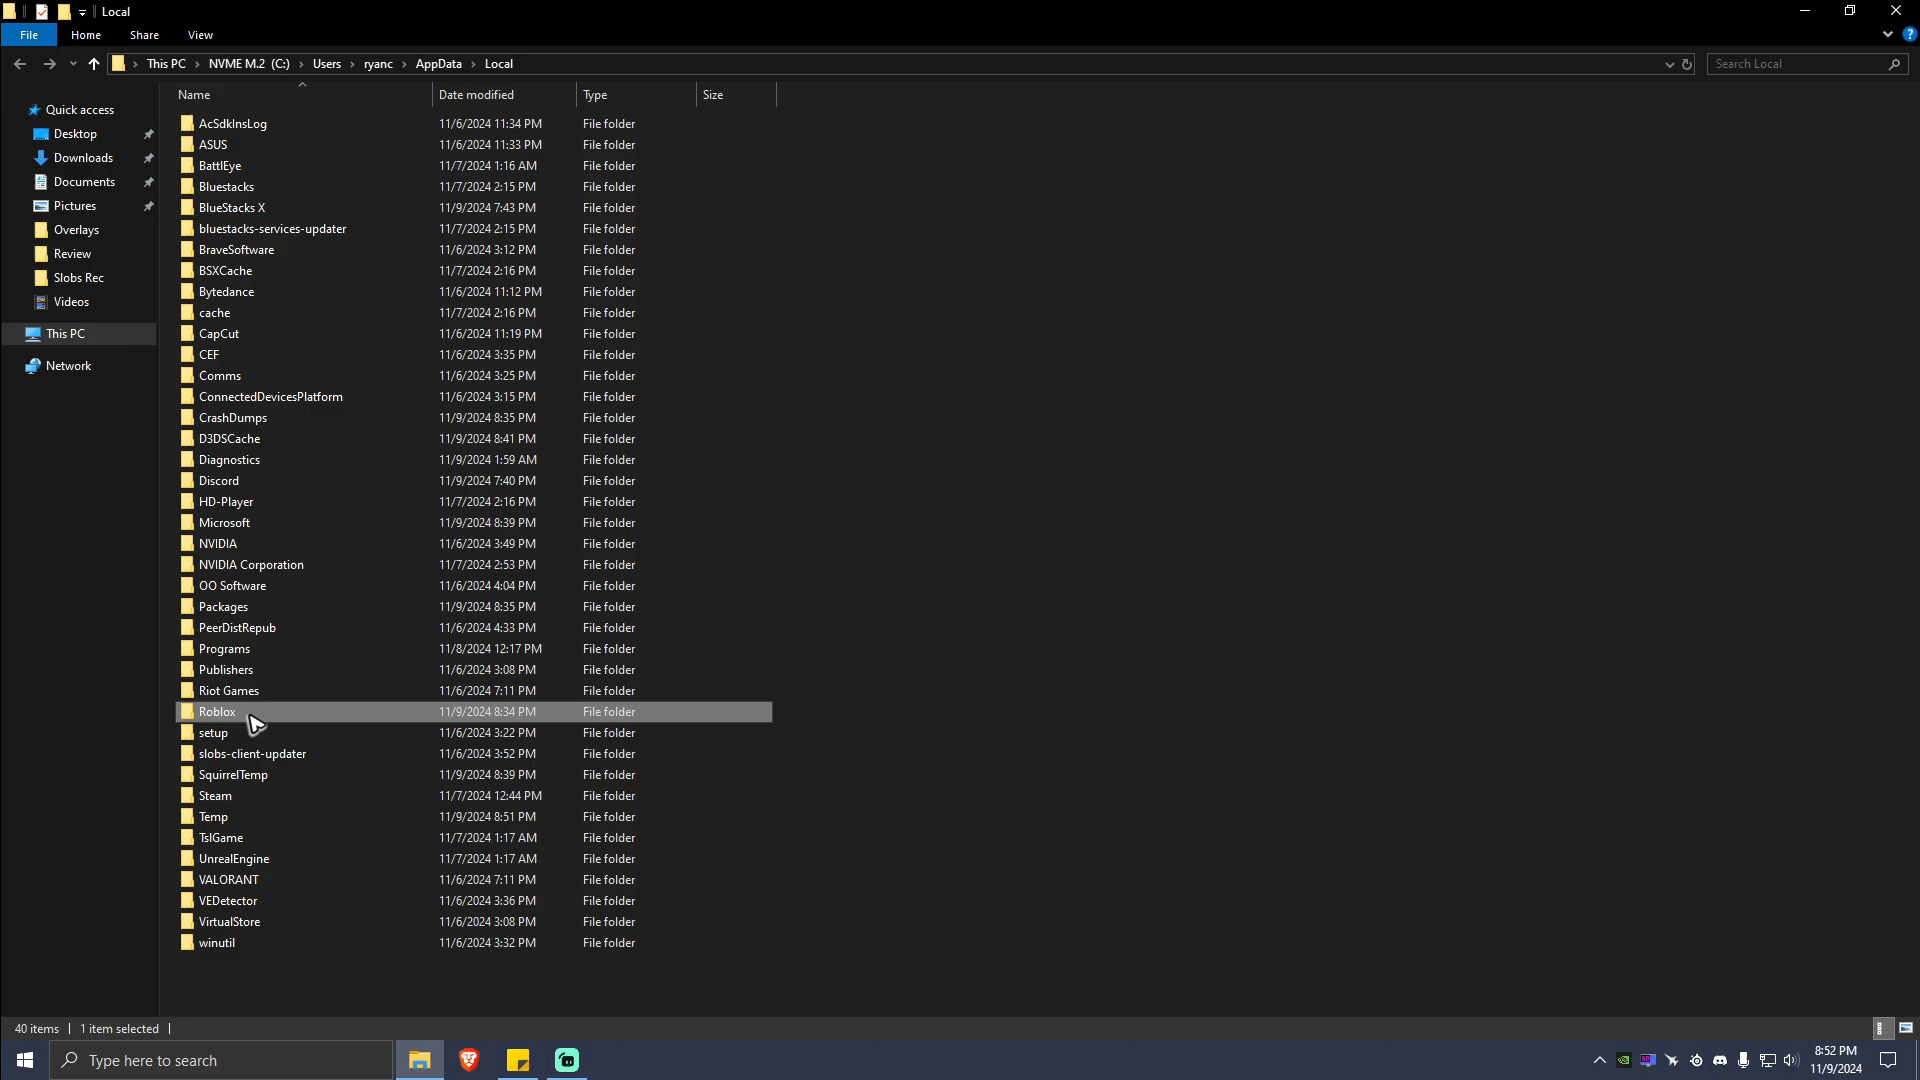 Local
File Home Share View
This PC NVME M.2 (C:) Users ryanc AppData Local
Search Local
Name Date modified Type Size
Quick access
Desktop
Downloads
Documents
Pictures
Overlays
Review
Slobs Rec
Videos
This PC
Network
AcSdkInsLog 11/6/2024 11:34 PM File folder
ASUS 11/6/2024 11:33 PM File folder
BattlEye 11/7/2024 1:16 AM File folder
Bluestacks 11/7/2024 2:15 PM File folder
BlueStacks X 11/9/2024 7:43 PM File folder
bluestacks-services-updater 11/7/2024 2:15 PM File folder
BraveSoftware 11/6/2024 3:12 PM File folder
BSXCache 11/7/2024 2:16 PM File folder
Bytedance 11/6/2024 11:12 PM File folder
cache 11/7/2024 2:16 PM File folder
CapCut 11/6/2024 11:19 PM File folder
CEF 11/6/2024 3:35 PM File folder
Comms 11/6/2024 3:25 PM File folder
ConnectedDevicesPlatform 11/6/2024 3:15 PM File folder
CrashDumps 11/9/2024 8:35 PM File folder
D3DSCache 11/9/2024 8:41 PM File folder
Diagnostics 11/9/2024 1:59 AM File folder
Discord 11/9/2024 7:40 PM File folder
HD-Player 11/7/2024 2:16 PM File folder
Microsoft 11/9/2024 8:39 PM File folder
NVIDIA 11/6/2024 3:49 PM File folder
NVIDIA Corporation 11/7/2024 2:53 PM File folder
OO Software 11/6/2024 4:04 PM File folder
Packages 11/9/2024 8:35 PM File folder
PeerDistRepub 11/6/2024 4:33 PM File folder
Programs 11/8/2024 12:17 PM File folder
Publishers 11/6/2024 3:08 PM File folder
Riot Games 11/6/2024 7:11 PM File folder
Roblox 11/9/2024 8:34 PM File folder
setup 11/6/2024 3:22 PM File folder
slobs-client-updater 11/6/2024 3:52 PM File folder
SquirrelTemp 11/9/2024 8:39 PM File folder
Steam 11/7/2024 12:44 PM File folder
Temp 11/9/2024 8:51 PM File folder
TslGame 11/7/2024 1:17 AM File folder
UnrealEngine 11/7/2024 1:17 AM File folder
VALORANT 11/6/2024 7:11 PM File folder
VEDetector 11/6/2024 3:36 PM File folder
VirtualStore 11/6/2024 3:08 PM File folder
winutil 11/6/2024 3:32 PM File folder
40 items 1 item selected
Type here to search
8:52 PM
11/9/2024